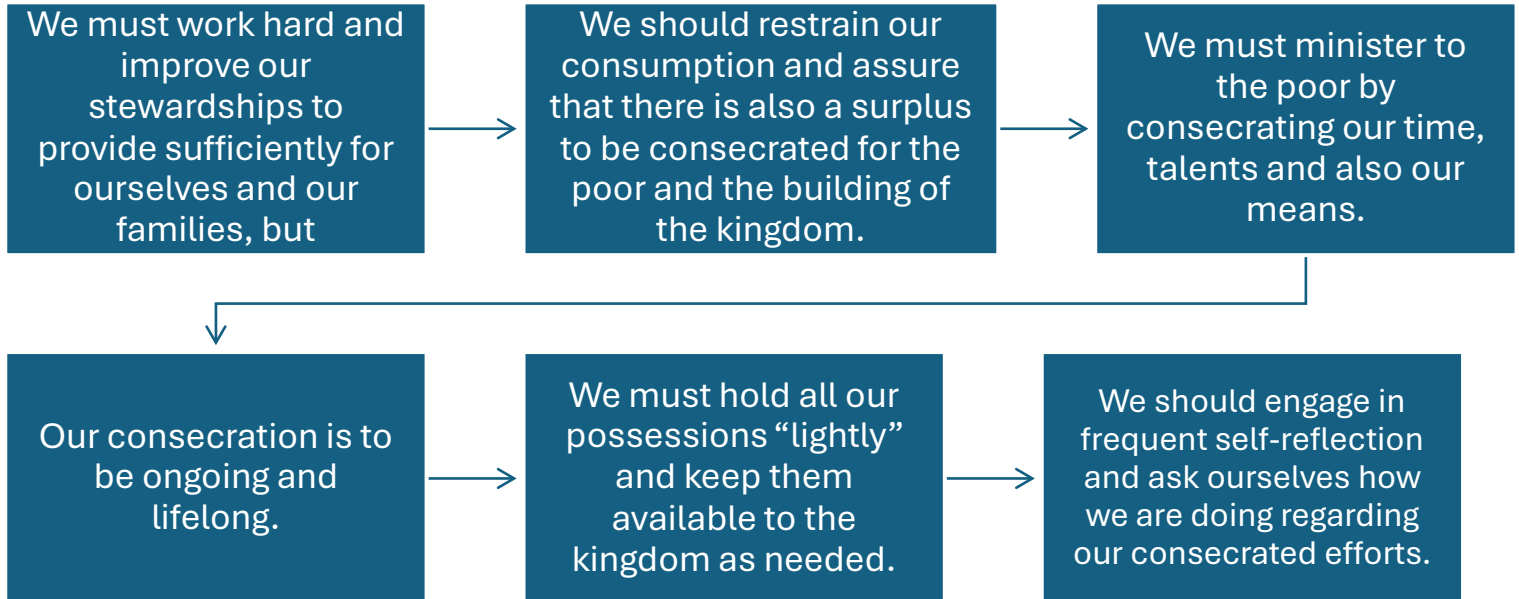 We must work hard and
improve our
stewardships to
provide sufficiently for
ourselves and our
families, but
We should restrain our
consumption and assure
that there is also a surplus
to be consecrated for the
poor and the building of
the kingdom.
We must minister to
the poor by
consecrating our time,
talents and also our
means.
Our consecration is to
be ongoing and
lifelong.
We must hold all our
possessions “lightly”
and keep them
available to the
kingdom as needed.
We should engage in
frequent self-reflection
and ask ourselves how
we are doing regarding
our consecrated efforts.